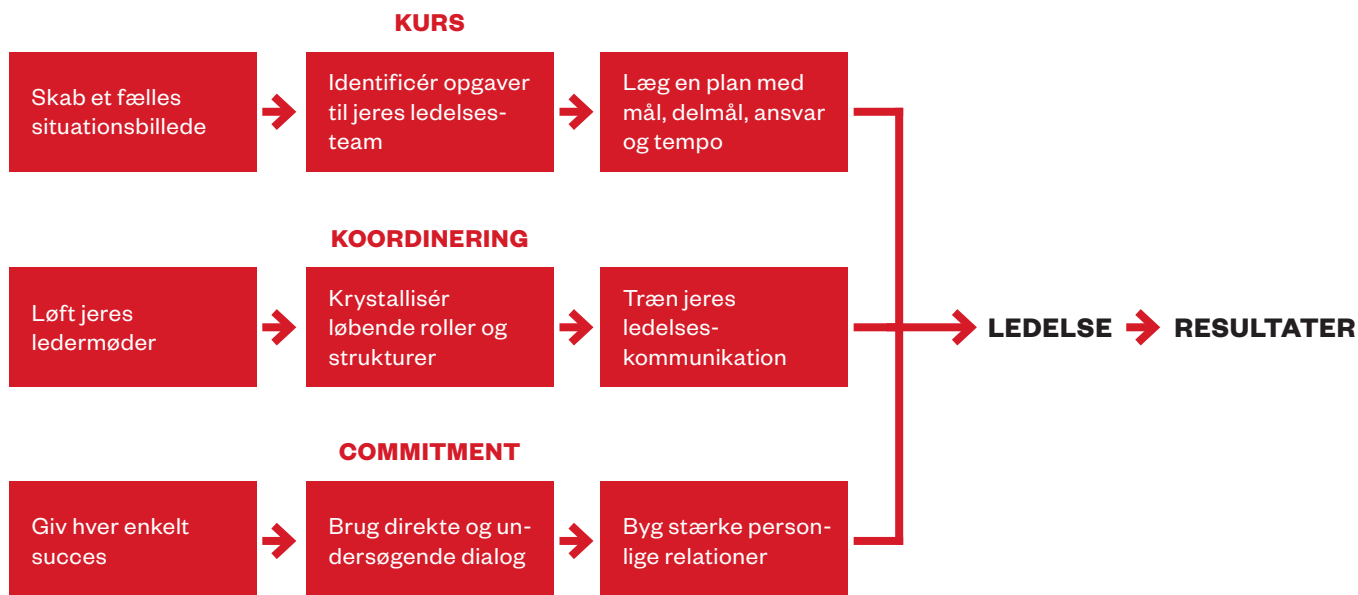 KURS
Skab et fælles
situationsbillede
Identificér opgaver
til jeres ledelses-
team
Læg en plan med
mål, delmål, ansvar
og tempo
KOORDINERING
Løft jeres
ledermøder
Krystallisér
løbende roller og
strukturer
Træn jeres
ledelses-
kommunikation
LEDELSE
RESULTATER
COMMITMENT
Giv hver enkelt
succes
Brug direkte og un-
dersøgende dialog
Byg stærke person-
lige relationer